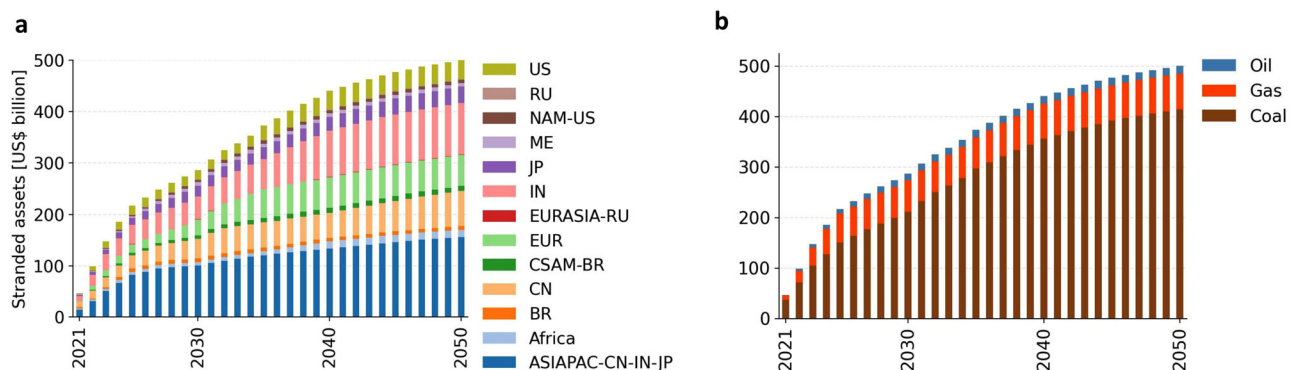 a
Stranded assets [US$ billion]
500
400
300
200
100
0
2021
2030
2040
2050
US
RU
NAM-US
ME
JP
IN
EURASIA-RU
EUR
CSAM-BR
CN
BR
Africa
ASIAPAC-CN-IN-JP
b
500
400
300
200
100
0
2021
2030
2040
2050
Oil
Gas
Coal